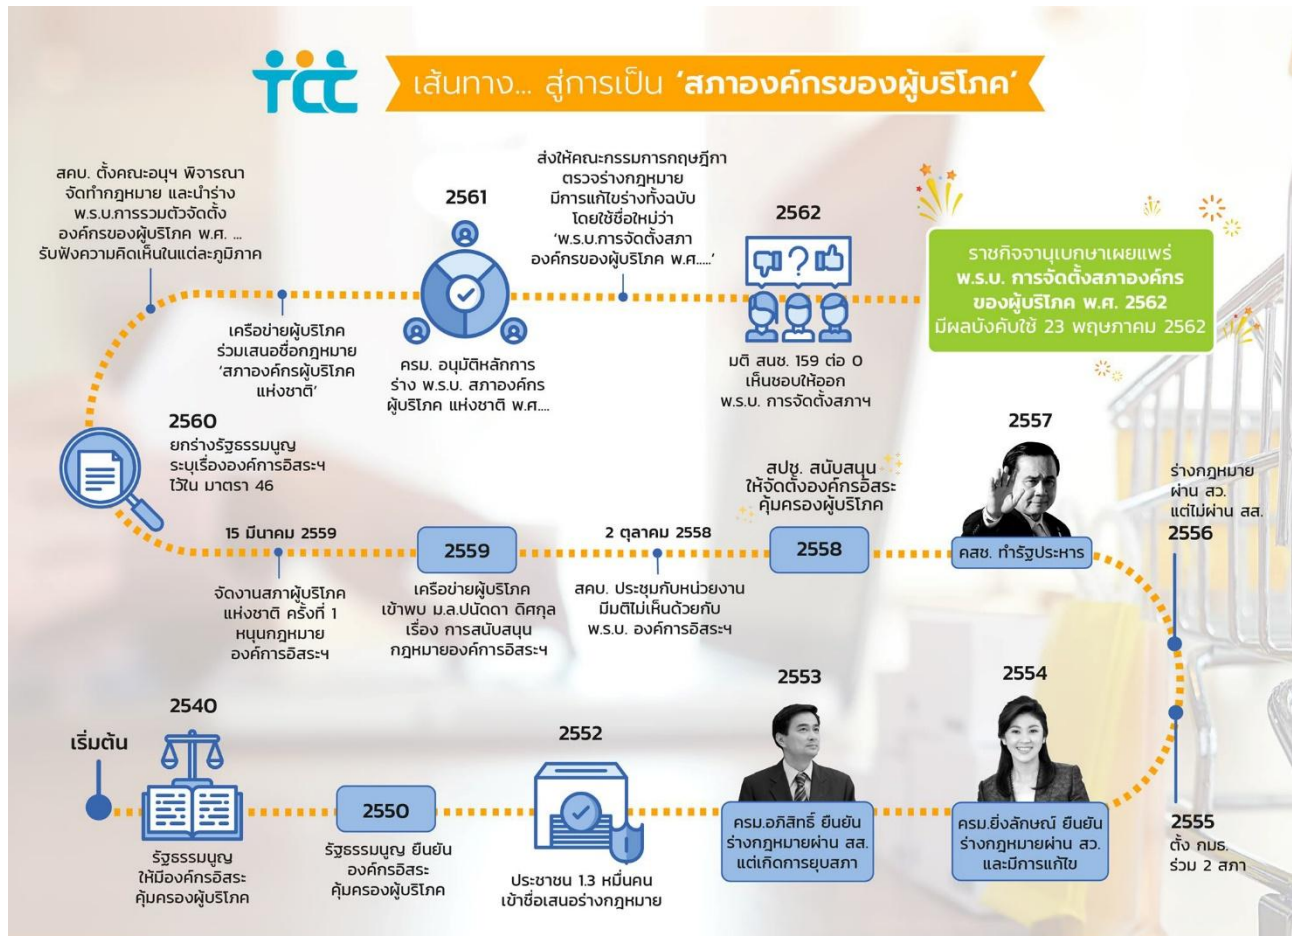 TCC
เส้นทาง... สู่การเป็น 'สภาองค์กรของผู้บริโภค'
เริ่มต้น
2540
รัฐธรรมนูญ
ให้มีองค์กรอิสระ
คุ้มครองผู้บริโภค
2550
รัฐธรรมนูญ ยืนยัน
องค์กรอิสระ
คุ้มครองผู้บริโภค
2552
ประชาชน 1.3 หมื่นคน
เข้าชื่อเสนอร่างกฎหมาย
2553
ครม.อภิสิทธิ์ ยืนยัน
ร่างกฎหมายผ่าน สส.
แต่เกิดการยุบสภา
2554
ครม.ยิ่งลักษณ์ ยืนยัน
ร่างกฎหมายผ่าน สว.
และมีการแก้ไข
2555
ตั้ง กมธ.
ร่วม 2 สภา
ร่างกฎหมาย
ผ่าน สว.
แต่ไม่ผ่าน สส.
2556
2557
คสช. ทำรัฐประหาร
สปช. สนับสนุน
ให้จัดตั้งองค์กรอิสระ
คุ้มครองผู้บริโภค
2558
2 ตุลาคม 2558
สคบ. ประชุมกับหน่วยงาน
มีมติไม่เห็นด้วยกับ
พ.ร.บ. องค์การอิสระฯ
2559
เครือข่ายผู้บริโภค
เข้าพบ ม.ล.ปนัดดา ดิศกุล
เรื่อง การสนับสนุน
กฎหมายองค์การอิสระฯ
15 มีนาคม 2559
จัดงานสภาผู้บริโภค
แห่งชาติ ครั้งที่ 1
หนุนกฎหมาย
องค์การอิสระฯ
2560
ยกร่างรัฐธรรมนูญ
ระบุเรื่ององค์การอิสระฯ
ไว้ใน มาตรา 46
สคบ. ตั้งคณะอนุฯ พิจารณา
จัดทำกฎหมาย และนำร่าง
พ.ร.บ.การรวมตัวจัดตั้ง
องค์กรของผู้บริโภค พ.ศ. ...
รับฟังความคิดเห็นในแต่ละภูมิภาค
เครือข่ายผู้บริโภค
ร่วมเสนอชื่อกฎหมาย
'สภาองค์กรผู้บริโภค
แห่งชาติ'
2561
ครม. อนุมัติหลักการ
ร่าง พ.ร.บ. สภาองค์กร
ผู้บริโภค แห่งชาติ พ.ศ....
ส่งให้คณะกรรมการกฤษฎีกา
ตรวจร่างกฎหมาย
มีการแก้ไขร่างทั้งฉบับ
โดยใช้ชื่อใหม่ว่า
'พ.ร.บ.การจัดตั้งสภา
องค์กรของผู้บริโภค พ.ศ.....'
2562
มติ สนช. 159 ต่อ 0
เห็นชอบให้ออก
พ.ร.บ. การจัดตั้งสภาฯ
ราชกิจจานุเบกษาเผยแพร่
พ.ร.บ. การจัดตั้งสภาองค์กร
ของผู้บริโภค พ.ศ. 2562
มีผลบังคับใช้ 23 พฤษภาคม 2562